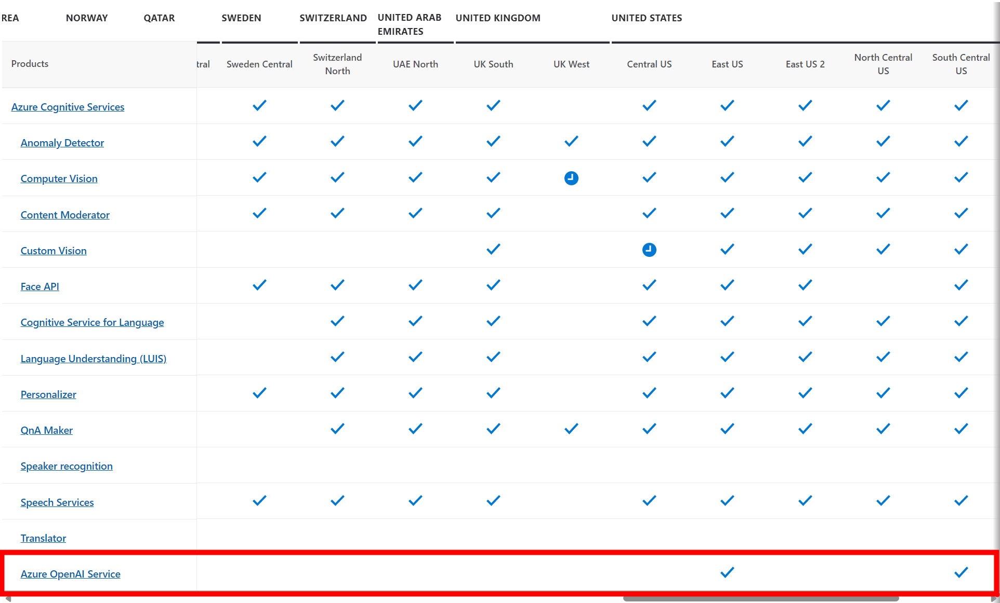 REA NORWAY QATAR SWEDEN SWITZERLAND UNITED ARAB UNITED KINGDOM UNITED STATES
EMIRATES
Products tral Sweden Central Switzerland UAE North UK South UK West Central US East US East US 2 North Central South Central
North US US
Azure Cognitive Services
Anomaly Detector
Computer Vision
Content Moderator
Custom Vision
Face API
Cognitive Service for Language
Language Understanding (LUIS)
Personalizer
QnA Maker
Speaker recognition
Speech Services
Translator
Azure OpenAI Service